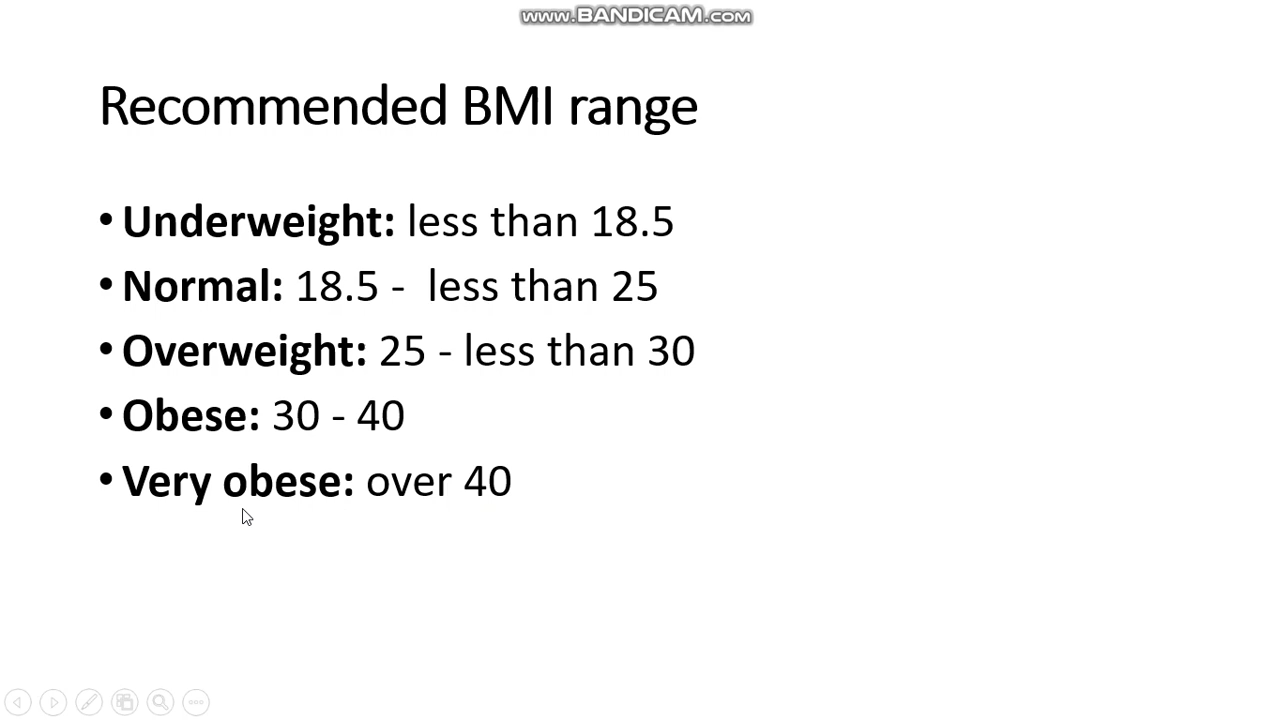 www.BANDICAM.com
Recommended BMI range
• Underweight: less than 18.5
• Normal: 18.5 -  less than 25
• Overweight: 25 - less than 30
• Obese: 30 - 40
• Very obese: over 40